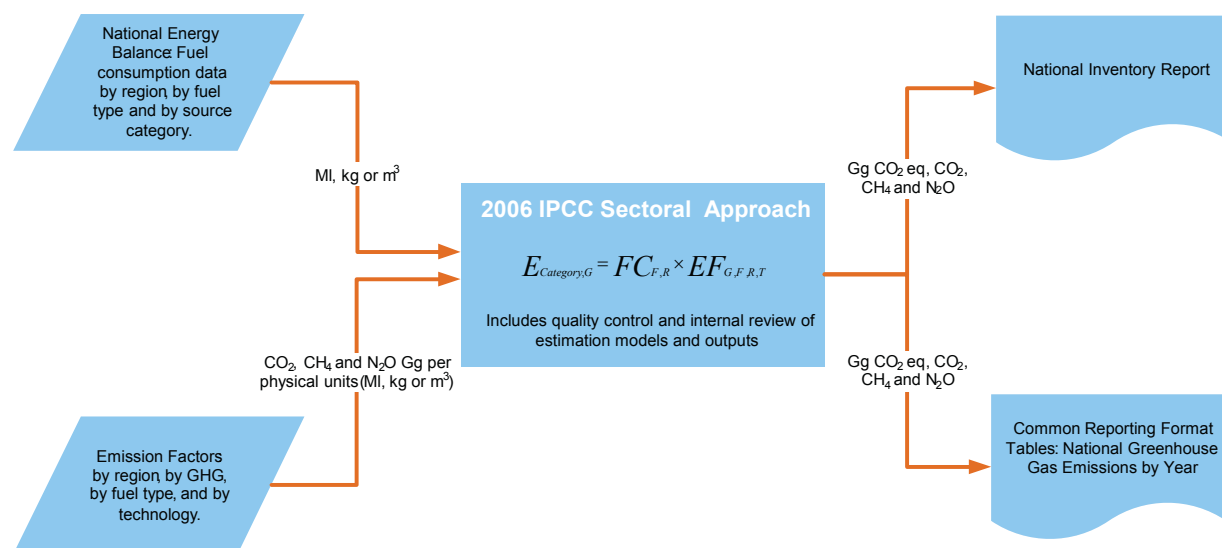 National Energy
Balance: Fuel
consumption data
by region, by fuel
type and by source
category.
Ml, kg or m³
CO₂, CH₄ and N₂O Gg per
physical units (Ml, kg or m³)
Emission Factors
by region, by GHG,
by fuel type, and by
technology.
2006 IPCC Sectoral Approach
E Category,G = FC F,R × EF G,F,R,T
Includes quality control and internal review of
estimation models and outputs
Gg CO₂ eq, CO₂,
CH₄ and N₂O
National Inventory Report
Gg CO₂ eq, CO₂,
CH₄ and N₂O
Common Reporting Format
Tables: National Greenhouse
Gas Emissions by Year